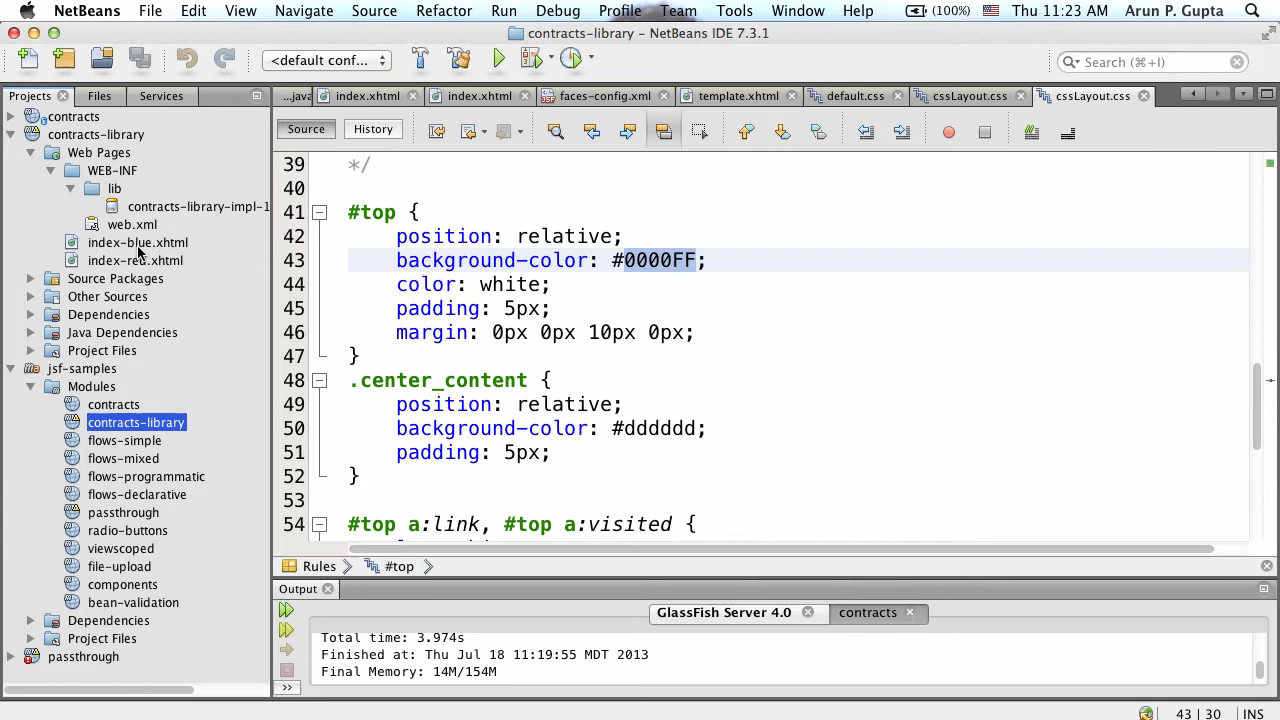 NetBeans File Edit View Navigate Source Refactor Run Debug Profile Team Tools Window Help (100%) Thu 11:23 AM Arun P. Gupta
contracts-library - NetBeans IDE 7.3.1
<default conf... Search (⌘+I)
Projects Files Services
...java index.xhtml index.xhtml faces-config.xml template.xhtml default.css cssLayout.css cssLayout.css
Source History
contracts
contracts-library
Web Pages
WEB-INF
lib
contracts-library-impl-1
web.xml
index-blue.xhtml
index-red.xhtml
Source Packages
Other Sources
Dependencies
Java Dependencies
Project Files
jsf-samples
Modules
contracts
contracts-library
flows-simple
flows-mixed
flows-programmatic
flows-declarative
passthrough
radio-buttons
viewscoped
file-upload
components
bean-validation
Dependencies
Project Files
passthrough
39 */
40
41 #top {
42 position: relative;
43 background-color: #0000FF;
44 color: white;
45 padding: 5px;
46 margin: 0px 0px 10px 0px;
47 }
48 .center_content {
49 position: relative;
50 background-color: #dddddd;
51 padding: 5px;
52 }
53
54 #top a:link, #top a:visited {
Rules #top
Output
GlassFish Server 4.0 contracts
Total time: 3.974s
Finished at: Thu Jul 18 11:19:55 MDT 2013
Final Memory: 14M/154M
43 | 30 INS